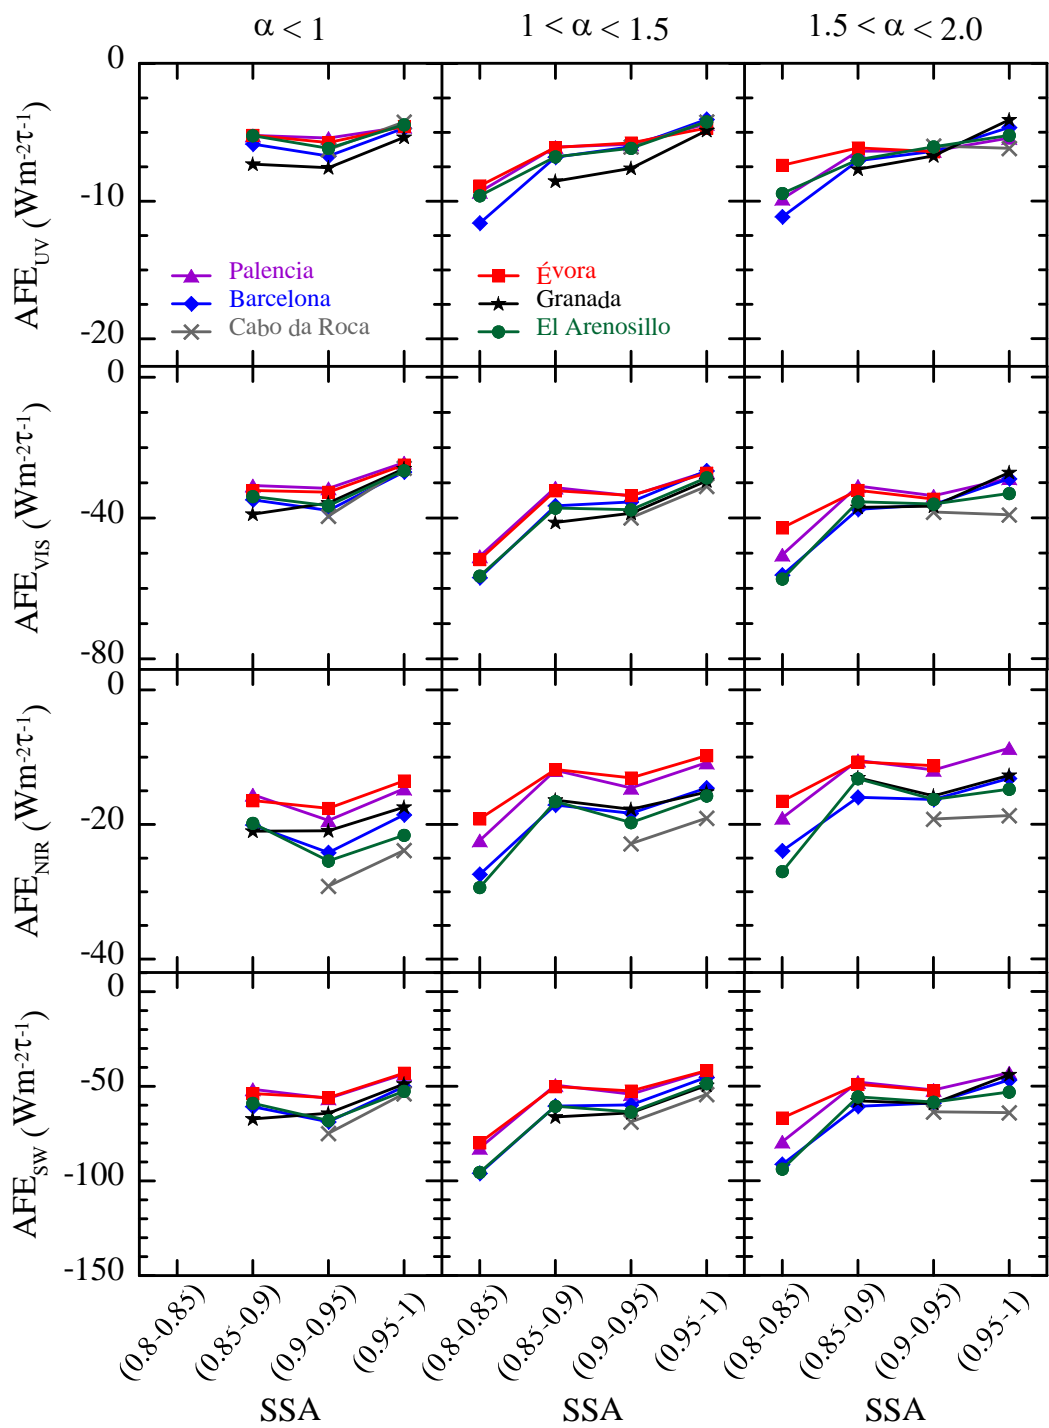 α < 1 1 < α < 1.5 1.5 < α < 2.0
0
-10
-20
AFE_UV (Wm-2τ-1)
Palencia Évora
Barcelona Granada
Cabo da Roca El Arenosillo
0
-40
-80
AFE_VIS (Wm-2τ-1)
0
-20
-40
AFE_NIR (Wm-2τ-1)
0
-50
-100
-150
AFE_SW (Wm-2τ-1)
(0.8-0.85) (0.85-0.9) (0.9-0.95) (0.95-1) (0.8-0.85) (0.85-0.9) (0.9-0.95) (0.95-1) (0.8-0.85) (0.85-0.9) (0.9-0.95) (0.95-1)
SSA SSA SSA